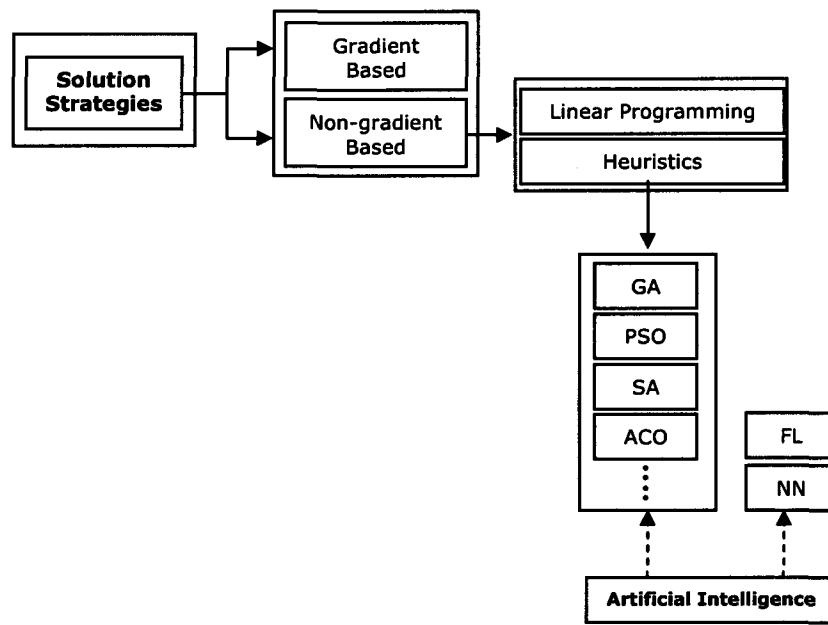 Solution
Strategies
Gradient
Based
Non-gradient
Based
Linear Programming
Heuristics
GA
PSO
SA
ACO
FL
NN
Artificial Intelligence